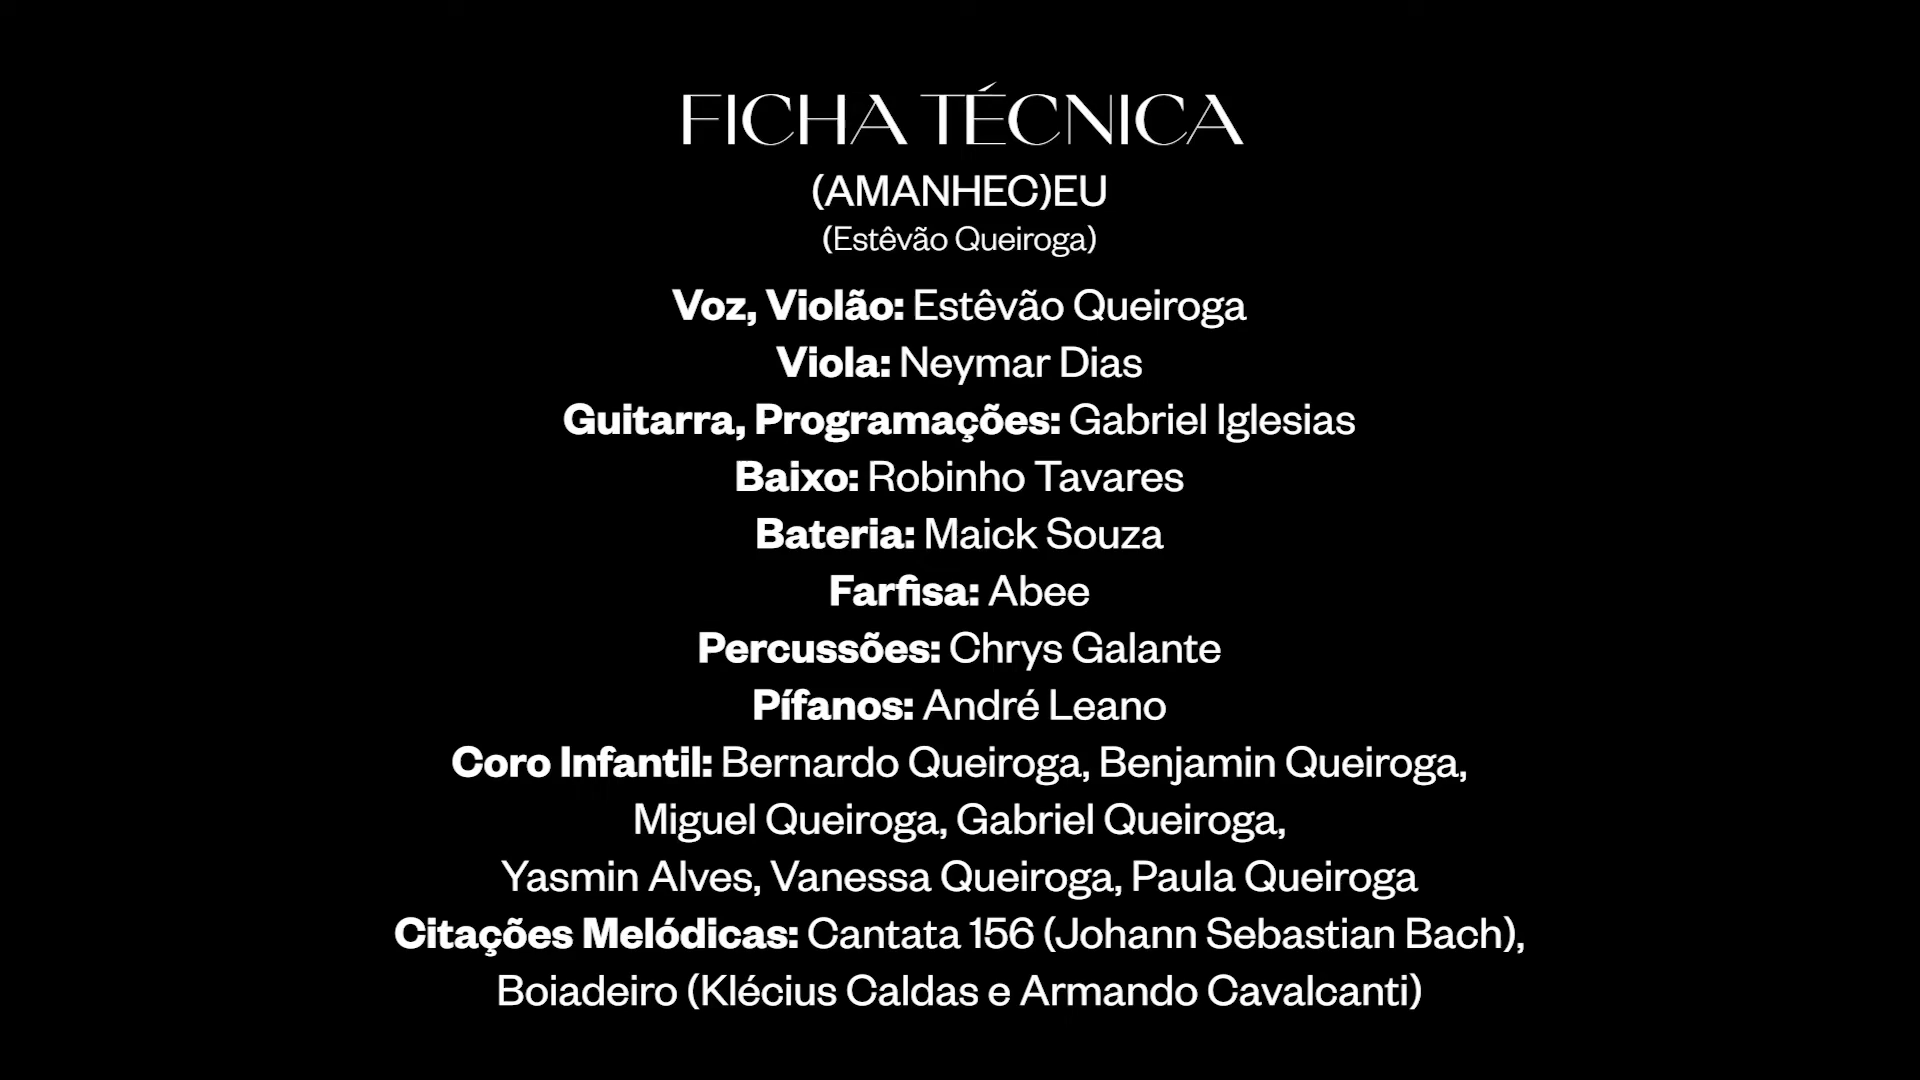 FICHA TÉCNICA
(AMANHEC)EU
(Estêvão Queiroga)
Voz, Violão: Estêvão Queiroga
Viola: Neymar Dias
Guitarra, Programações: Gabriel Iglesias
Baixo: Robinho Tavares
Bateria: Maick Souza
Farfisa: Abee
Percussões: Chrys Galante
Pífanos: André Leano
Coro Infantil: Bernardo Queiroga, Benjamin Queiroga,
Miguel Queiroga, Gabriel Queiroga,
Yasmin Alves, Vanessa Queiroga, Paula Queiroga
Citações Melódicas: Cantata 156 (Johann Sebastian Bach),
Boiadeiro (Klécius Caldas e Armando Cavalcanti)